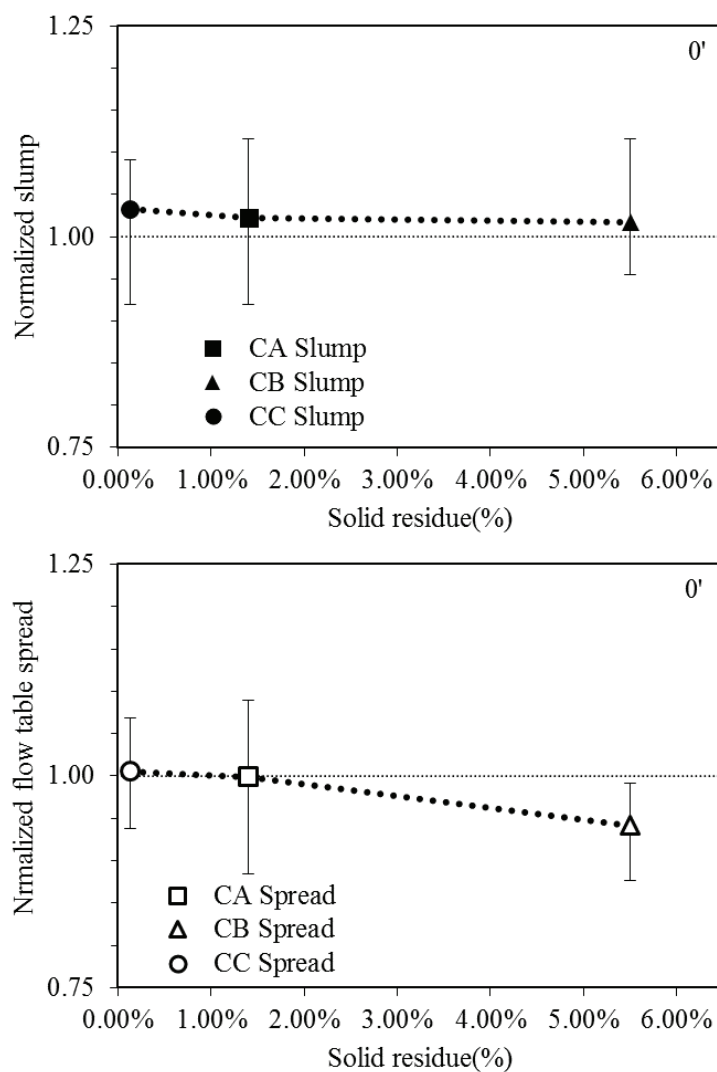 1.25
0'
Normalized slump
1.00
CA Slump
CB Slump
CC Slump
0.75
0.00% 1.00% 2.00% 3.00% 4.00% 5.00% 6.00%
Solid residue(%)
1.25
0'
Nrmalized flow table spread
1.00
CA Spread
CB Spread
CC Spread
0.75
0.00% 1.00% 2.00% 3.00% 4.00% 5.00% 6.00%
Solid residue(%)